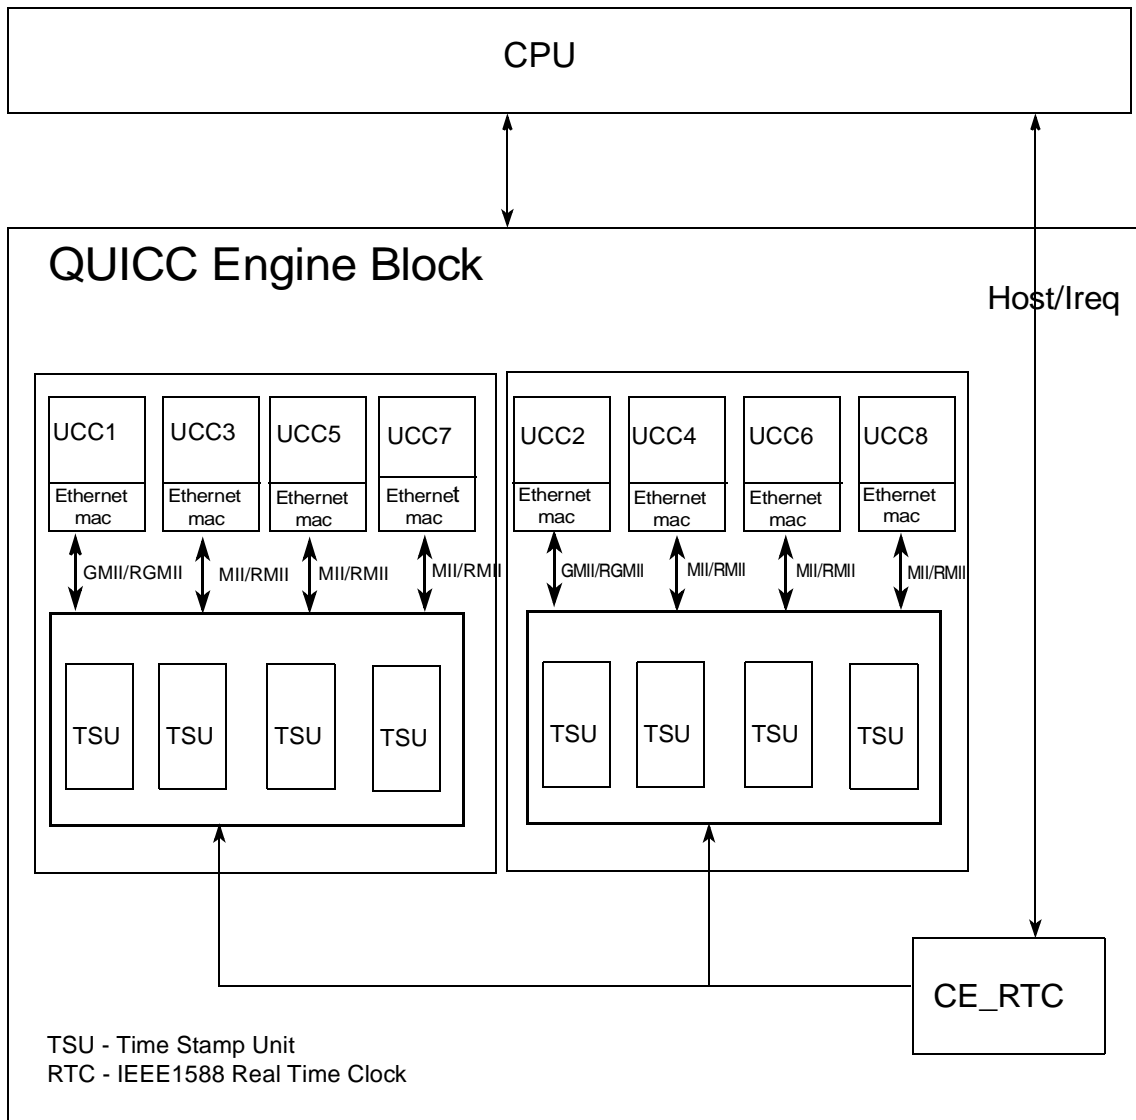 CPU
QUICC Engine Block
Host/Ireq
UCC1
UCC3
UCC5
UCC7
UCC2
UCC4
UCC6
UCC8
Ethernet
mac
Ethernet
mac
Ethernet
mac
Ethernet
mac
Ethernet
mac
Ethernet
mac
Ethernet
mac
Ethernet
mac
GMII/RGMII
MII/RMII
MII/RMII
MII/RMII
GMII/RGMII
MII/RMII
MII/RMII
MII/RMII
TSU
TSU
TSU
TSU
TSU
TSU
TSU
TSU
CE_RTC
TSU - Time Stamp Unit
RTC - IEEE1588 Real Time Clock